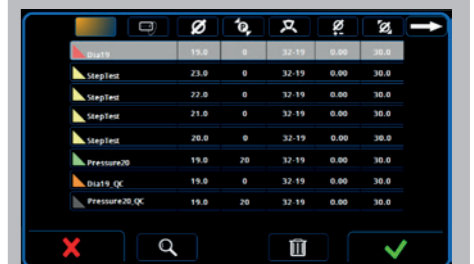 Dia19 19.0 0 32-19 0.00 30.0
StepTest 23.0 0 32-19 0.00 30.0
StepTest 22.0 0 32-19 0.00 30.0
StepTest 21.0 0 32-19 0.00 30.0
StepTest 20.0 0 32-19 0.00 30.0
Pressure20 19.0 20 32-19 0.00 30.0
Dia19_QC 19.0 0 32-19 0.00 30.0
Pressure20_QC 19.0 20 32-19 0.00 30.0